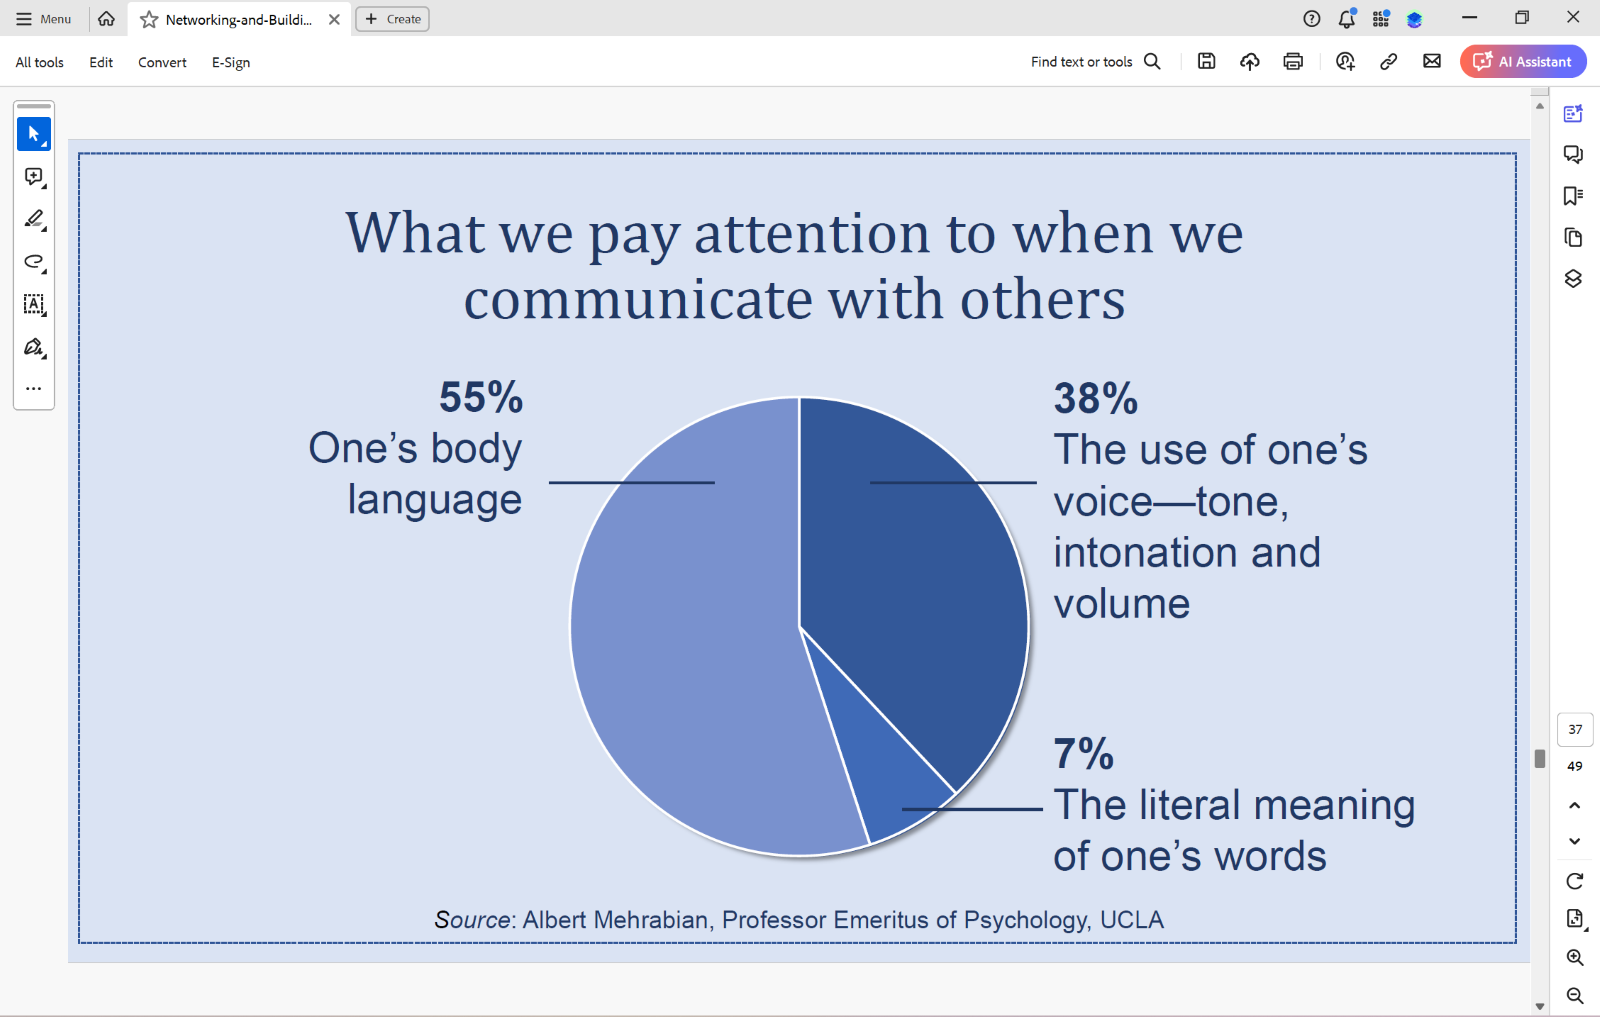 Menu
Networking-and-Buildi...
Create
All tools
Edit
Convert
E-Sign
Find text or tools
AI Assistant
What we pay attention to when we
communicate with others
55%
One’s body
language
38%
The use of one’s
voice—tone,
intonation and
volume
7%
The literal meaning
of one’s words
Source: Albert Mehrabian, Professor Emeritus of Psychology, UCLA
37
49